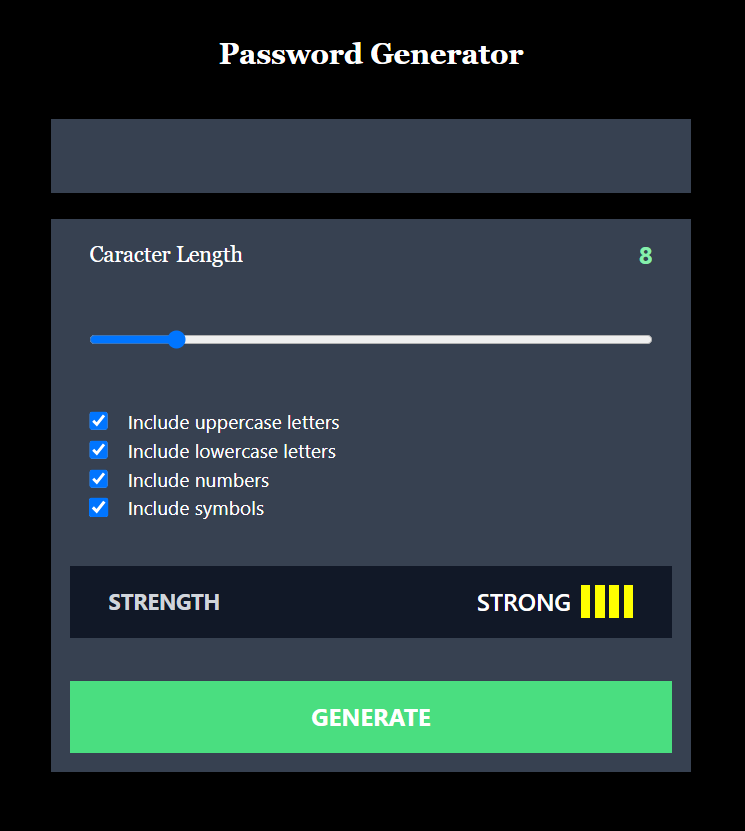 Password Generator
Caracter Length 8
Include uppercase letters
Include lowercase letters
Include numbers
Include symbols
STRENGTH STRONG
GENERATE